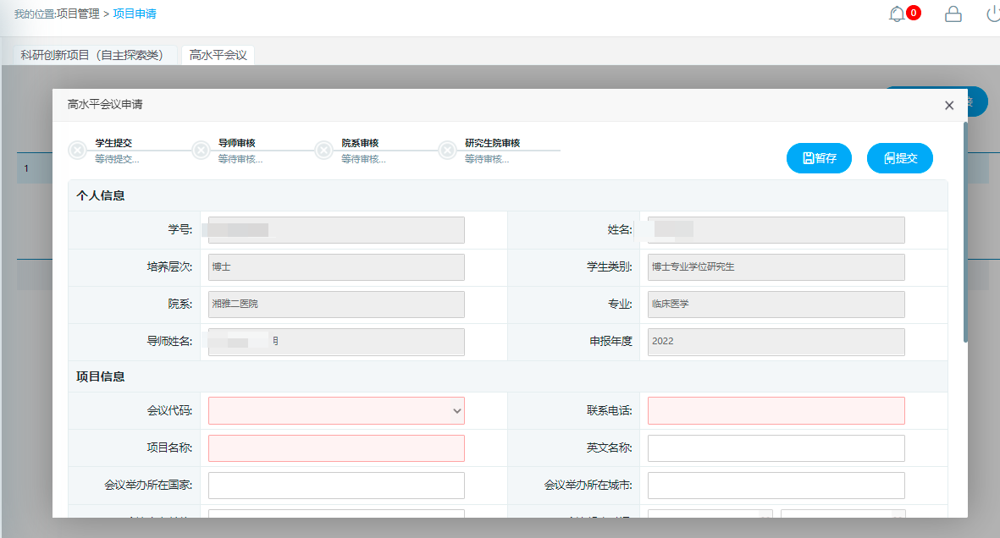 我的位置:项目管理 > 项目申请
0
科研创新项目（自主探索类）
高水平会议
高水平会议申请
学生提交
等待提交...
导师审核
等待审核...
院系审核
等待审核...
研究生院审核
等待审核...
暂存
提交
1
个人信息
学号:
姓名:
培养层次:
博士
学生类别:
博士专业学位研究生
院系:
湘雅二医院
专业:
临床医学
导师姓名:
申报年度
2022
项目信息
会议代码:
联系电话:
项目名称:
英文名称:
会议举办所在国家:
会议举办所在城市: